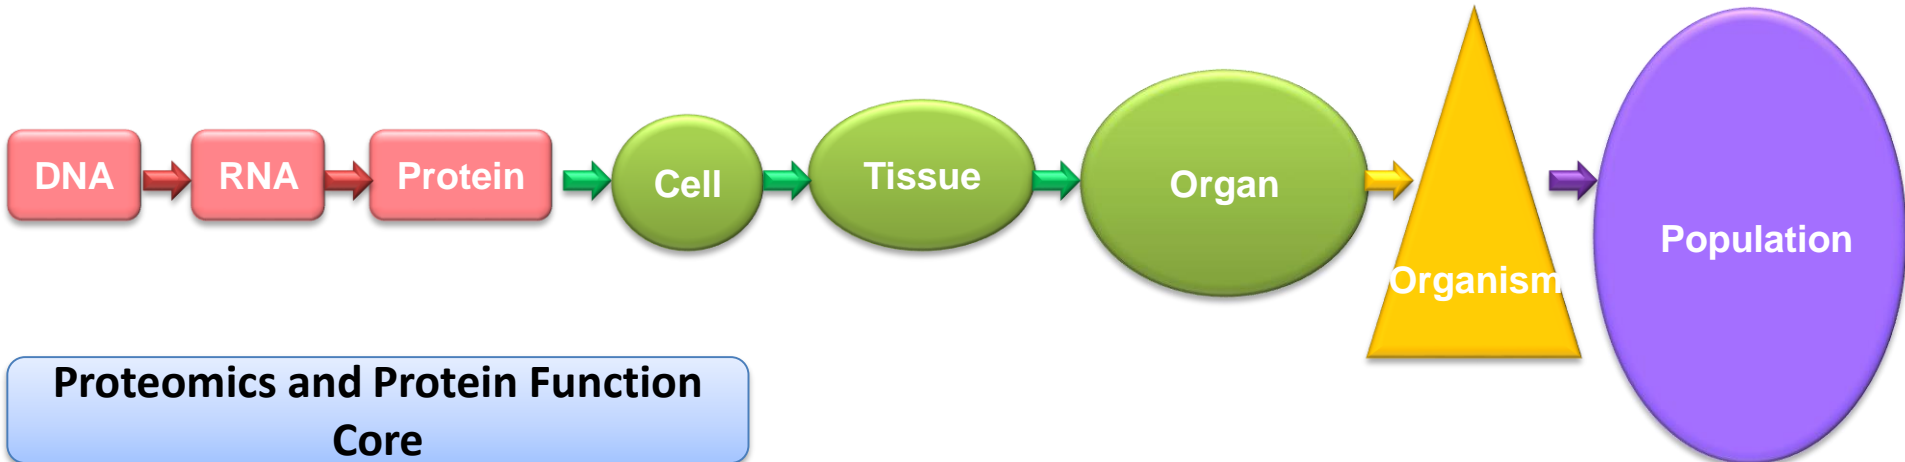 DNA
RNA
Protein
Cell
Tissue
Organ
Organism
Population
Proteomics and Protein Function
Core